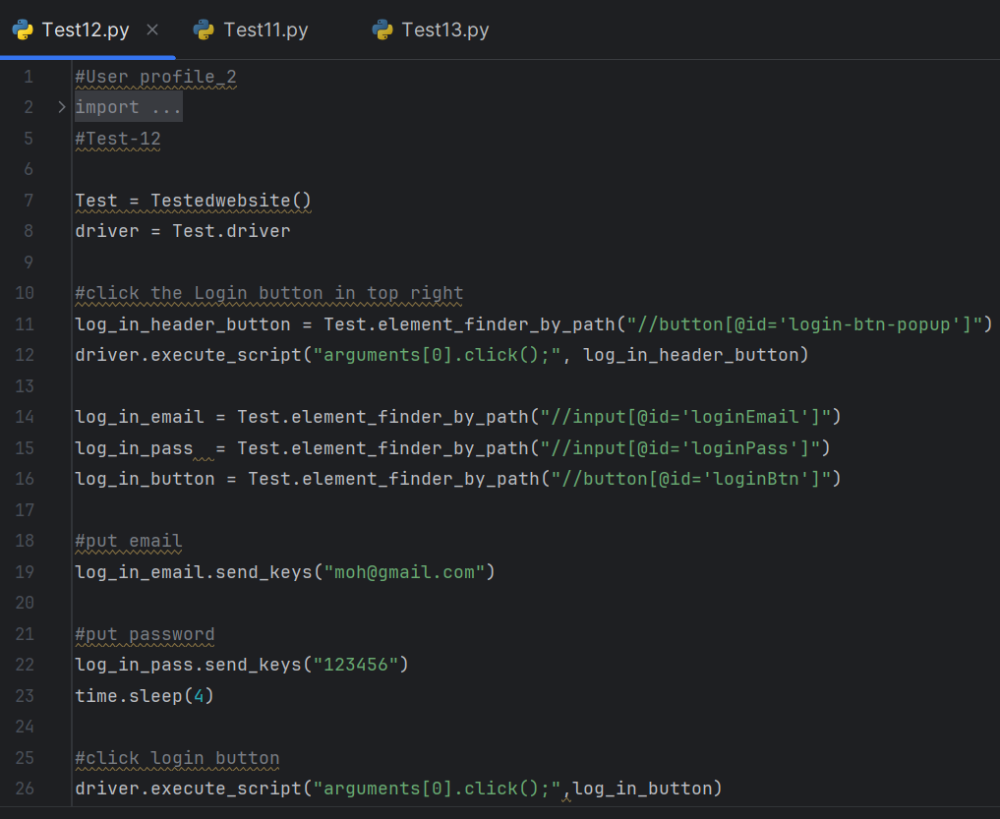 Test12.py × Test11.py Test13.py
1 #User profile_2
2 > import ...
5 #Test-12
6
7 Test = Testedwebsite()
8 driver = Test.driver
9
10 #click the Login button in top right
11 log_in_header_button = Test.element_finder_by_path("//button[@id='login-btn-popup']")
12 driver.execute_script("arguments[0].click();", log_in_header_button)
13
14 log_in_email = Test.element_finder_by_path("//input[@id='loginEmail']")
15 log_in_pass  = Test.element_finder_by_path("//input[@id='loginPass']")
16 log_in_button = Test.element_finder_by_path("//button[@id='loginBtn']")
17
18 #put email
19 log_in_email.send_keys("moh@gmail.com")
20
21 #put password
22 log_in_pass.send_keys("123456")
23 time.sleep(4)
24
25 #click login button
26 driver.execute_script("arguments[0].click();",log_in_button)